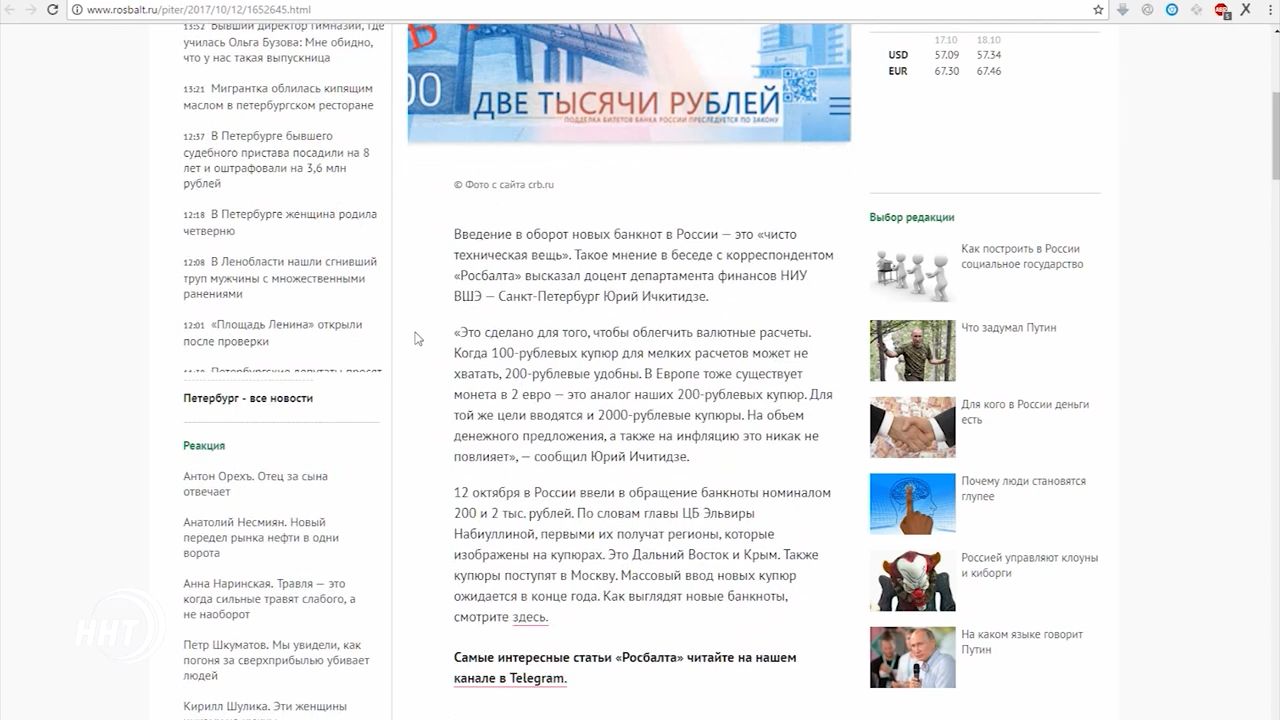 www.rosbalt.ru/piter/2017/10/12/1652645.html
13:52 Бывший директор гимназии, где
училась Ольга Бузова: Мне обидно,
что у нас такая выпускница
13:21 Мигрантка облилась кипящим
маслом в петербургском ресторане
12:37 В Петербурге бывшего
судебного пристава посадили на 8
лет и оштрафовали на 3,6 млн
рублей
12:18 В Петербурге женщина родила
четверню
12:08 В Ленобласти нашли сгнивший
труп мужчины с множественными
ранениями
12:01 «Площадь Ленина» открыли
после проверки
Петербургские депутаты просят
Петербург - все новости
Реакция
Антон Орехъ. Отец за сына
отвечает
Анатолий Несмиян. Новый
передел рынка нефти в одни
ворота
Анна Наринская. Травля — это
когда сильные травят слабого, а
не наоборот
Петр Шкуматов. Мы увидели, как
погоня за сверхприбылью убивает
людей
Кирилл Шулика. Эти женщины
ННТ
00
ДВЕ ТЫСЯЧИ РУБЛЕЙ
ПОДДЕЛКА БИЛЕТОВ БАНКА РОССИИ ПРЕСЛЕДУЕТСЯ ПО ЗАКОНУ
© Фото с сайта crb.ru
Введение в оборот новых банкнот в России — это «чисто
техническая вещь». Такое мнение в беседе с корреспондентом
«Росбалта» высказал доцент департамента финансов НИУ
ВШЭ — Санкт-Петербург Юрий Ичкитидзе.
«Это сделано для того, чтобы облегчить валютные расчеты.
Когда 100-рублевых купюр для мелких расчетов может не
хватать, 200-рублевые удобны. В Европе тоже существует
монета в 2 евро — это аналог наших 200-рублевых купюр. Для
той же цели вводятся и 2000-рублевые купюры. На объем
денежного предложения, а также на инфляцию это никак не
повлияет», — сообщил Юрий Ичитидзе.
12 октября в России ввели в обращение банкноты номиналом
200 и 2 тыс. рублей. По словам главы ЦБ Эльвиры
Набиуллиной, первыми их получат регионы, которые
изображены на купюрах. Это Дальний Восток и Крым. Также
купюры поступят в Москву. Массовый ввод новых купюр
ожидается в конце года. Как выглядят новые банкноты,
смотрите здесь.
Самые интересные статьи «Росбалта» читайте на нашем
канале в Telegram.
17.10 18.10
USD 57.09 57.34
EUR 67.30 67.46
Выбор редакции
Как построить в России
социальное государство
Что задумал Путин
Для кого в России деньги
есть
Почему люди становятся
глупее
Россией управляют клоуны
и киборги
На каком языке говорит
Путин